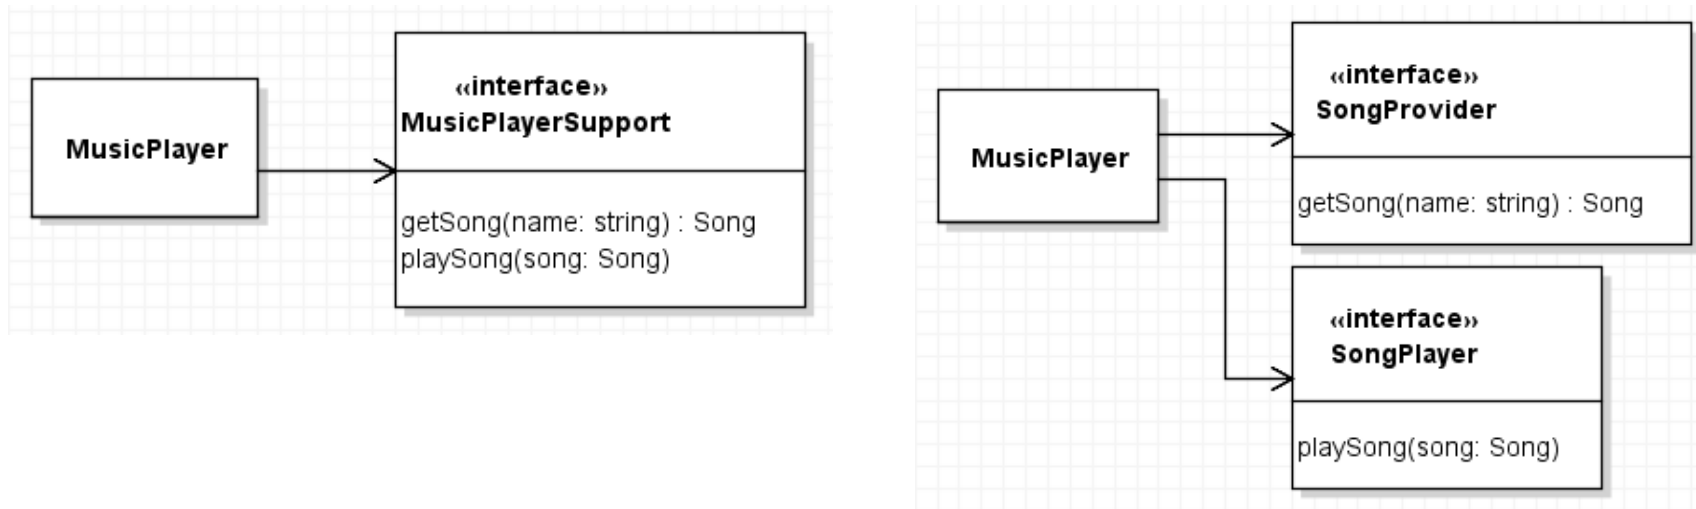 MusicPlayer
««interface»»
MusicPlayerSupport
getSong(name: string) : Song
playSong(song: Song)
MusicPlayer
««interface»»
SongProvider
getSong(name: string) : Song
««interface»»
SongPlayer
playSong(song: Song)